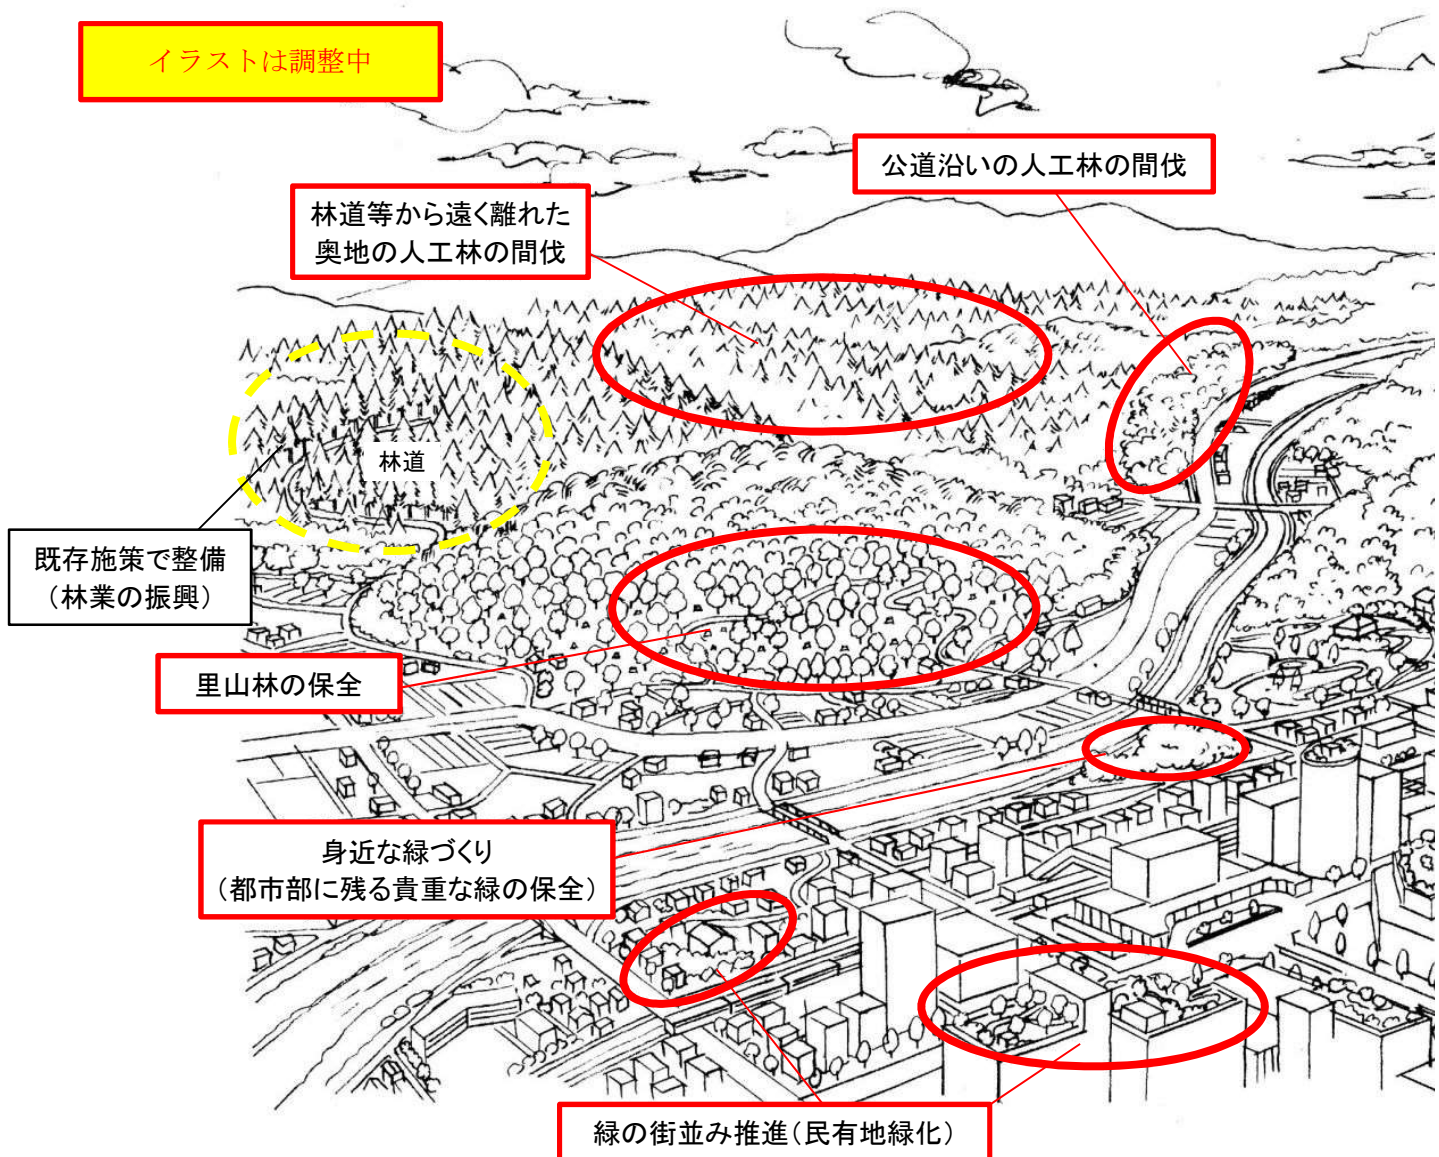 イラストは調整中
公道沿いの人工林の間伐
林道等から遠く離れた
奥地の人工林の間伐
林道
既存施策で整備
（林業の振興）
里山林の保全
身近な緑づくり
（都市部に残る貴重な緑の保全）
緑の街並み推進（民有地緑化）